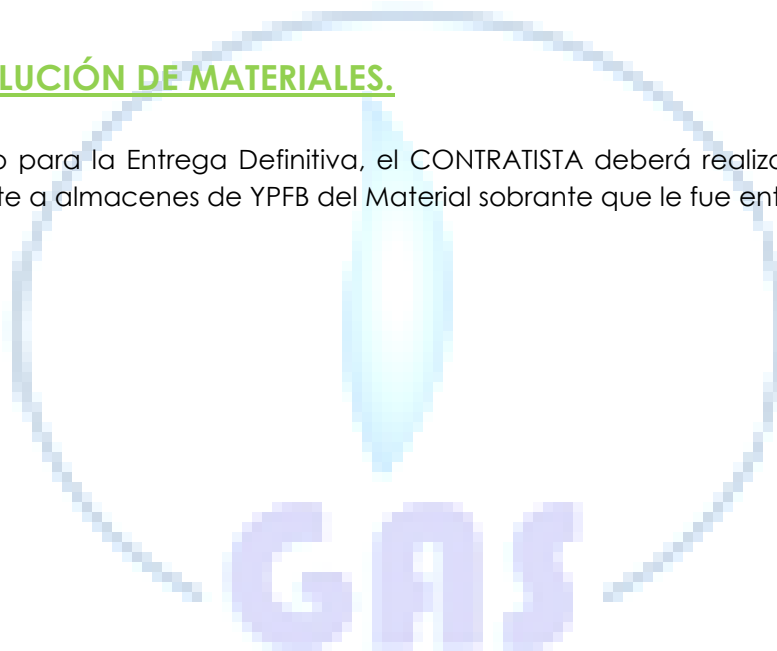 LUCIÓN DE MATERIALES.
o para la Entrega Definitiva, el CONTRATISTA deberá realiza
te a almacenes de YPFB del Material sobrante que le fue ent
GAS